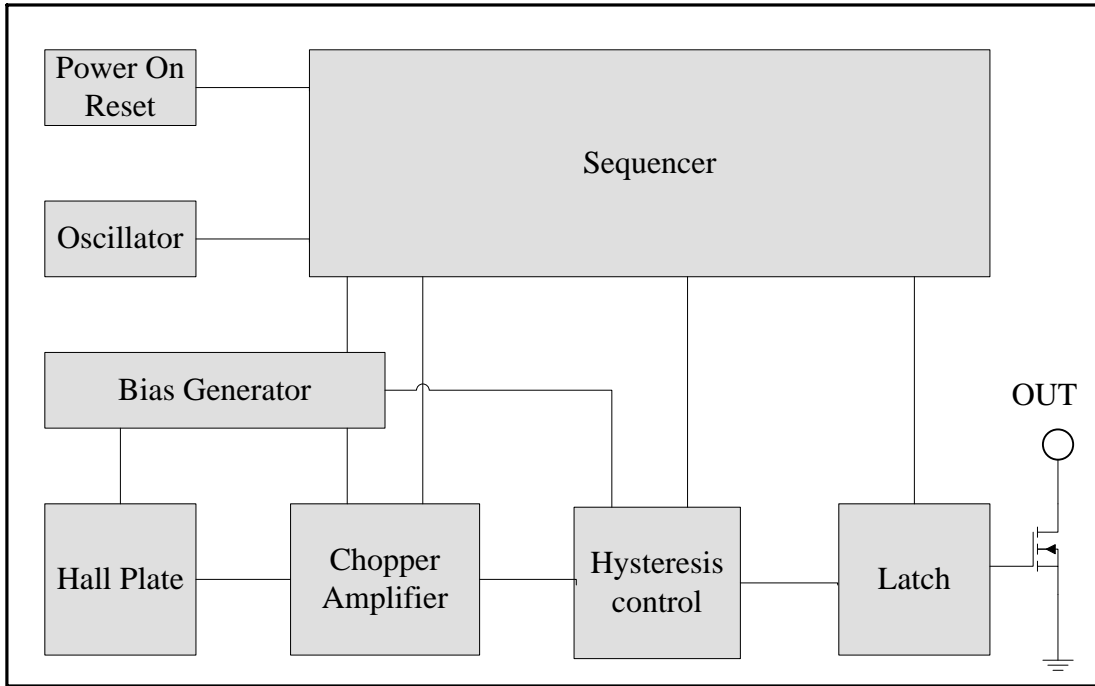 Power On
Reset
Sequencer
Oscillator
Bias Generator
OUT
Hall Plate
Chopper
Amplifier
Hysteresis
control
Latch